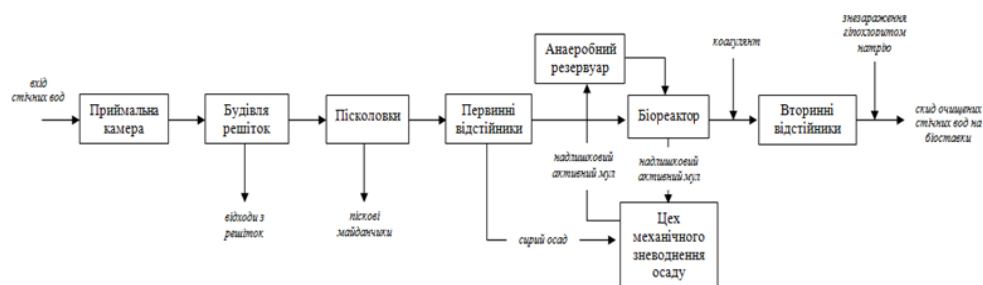 знезараження
гіпохлоритом
натрію
коагулянт
Анаеробний
резервуар
вхід
стічних вод
Приймальна
камера
Будівля
решіток
Пісколовки
Первинні
відстійники
Біореактор
Вторинні
відстійники
скид очищених
стічних вод на
біоставки
надлишковий
активний мул
надлишковий
активний мул
відходи з
решіток
піскові
майданчики
сирий осад
Цех
механічного
зневоднення
осаду